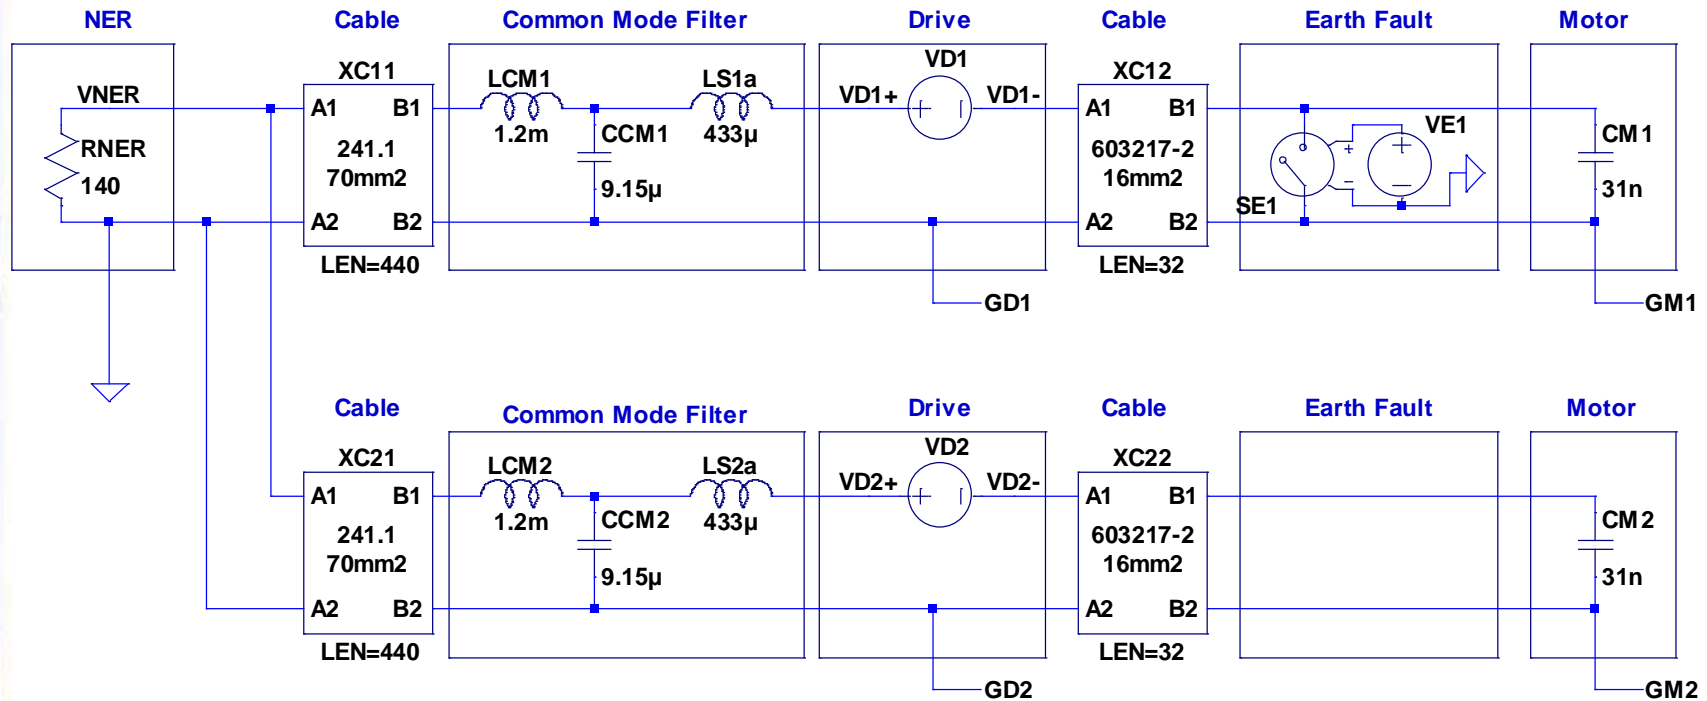 NER
Cable
Common Mode Filter
Drive
Cable
Earth Fault
Motor
VNER
RNER
140
XC11
A1 B1
241.1
70mm2
A2 B2
LEN=440
LCM1
1.2m
CCM1
9.15µ
LS1a
433µ
VD1
VD1+
VD1-
GD1
XC12
A1 B1
603217-2
16mm2
A2 B2
LEN=32
SE1
VE1
CM1
31n
GM1
Cable
Common Mode Filter
Drive
Cable
Earth Fault
Motor
XC21
A1 B1
241.1
70mm2
A2 B2
LEN=440
LCM2
1.2m
CCM2
9.15µ
LS2a
433µ
VD2
VD2+
VD2-
GD2
XC22
A1 B1
603217-2
16mm2
A2 B2
LEN=32
CM2
31n
GM2